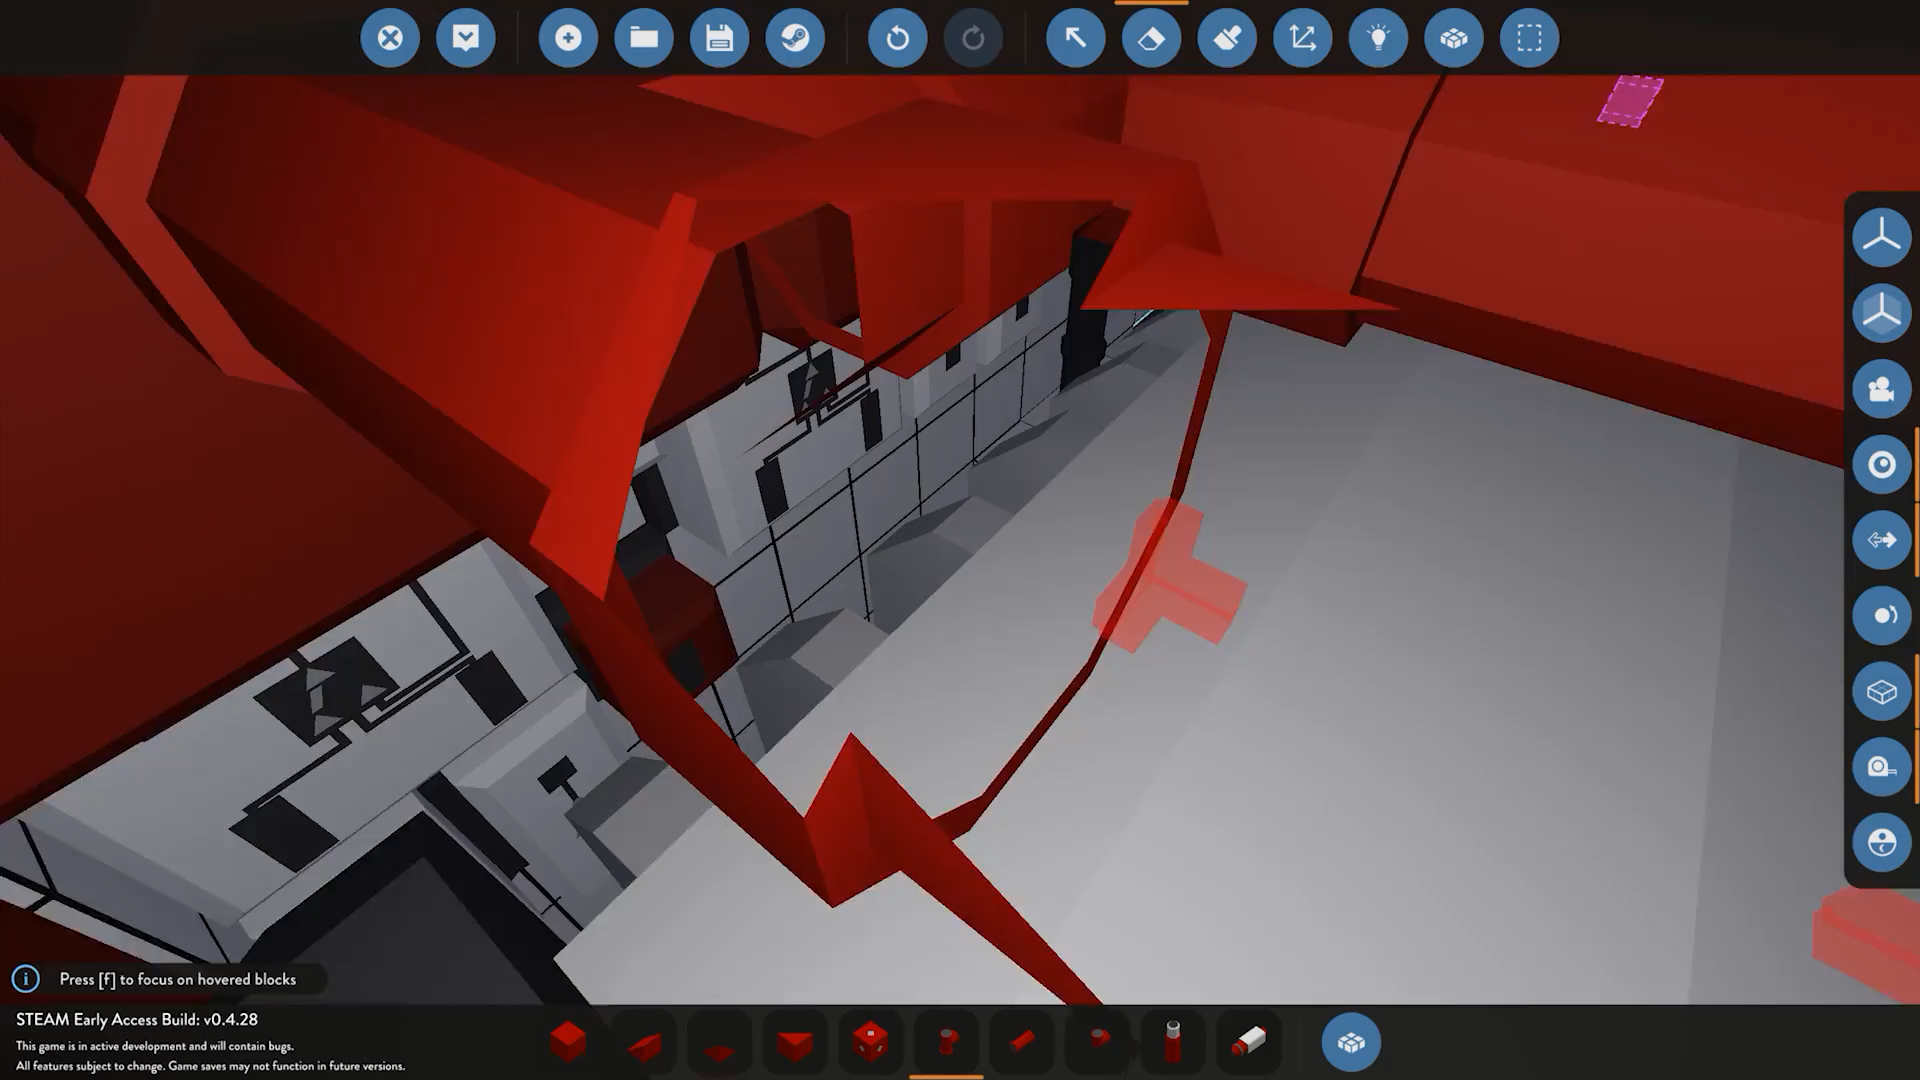 Press [f] to focus on hovered blocks
STEAM Early Access Build: v0.4.28
This game is in active development and will contain bugs.
All features subject to change. Game saves may not function in future versions.